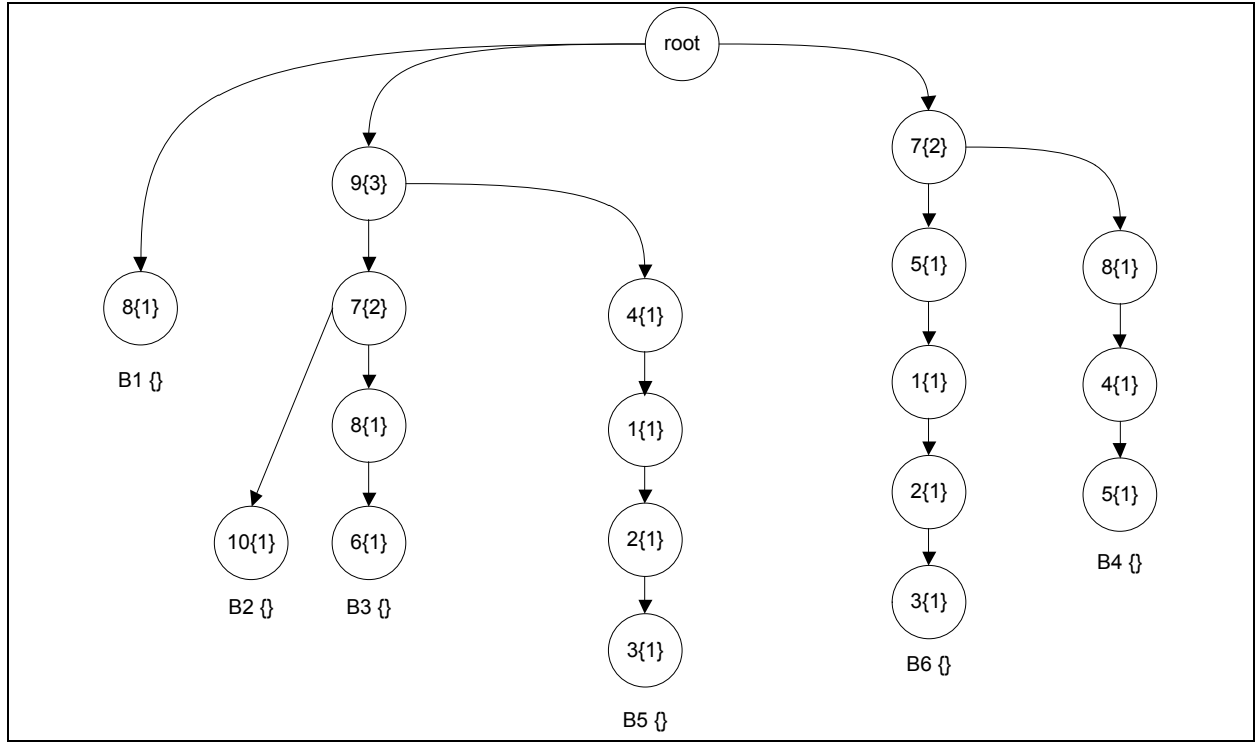 root
7{2}
9{3}
5{1}
8{1}
8{1}
7{2}
4{1}
1{1}
4{1}
B1 {}
8{1}
1{1}
2{1}
5{1}
10{1}
6{1}
2{1}
B4 {}
3{1}
B2 {}
B3 {}
3{1}
B6 {}
B5 {}